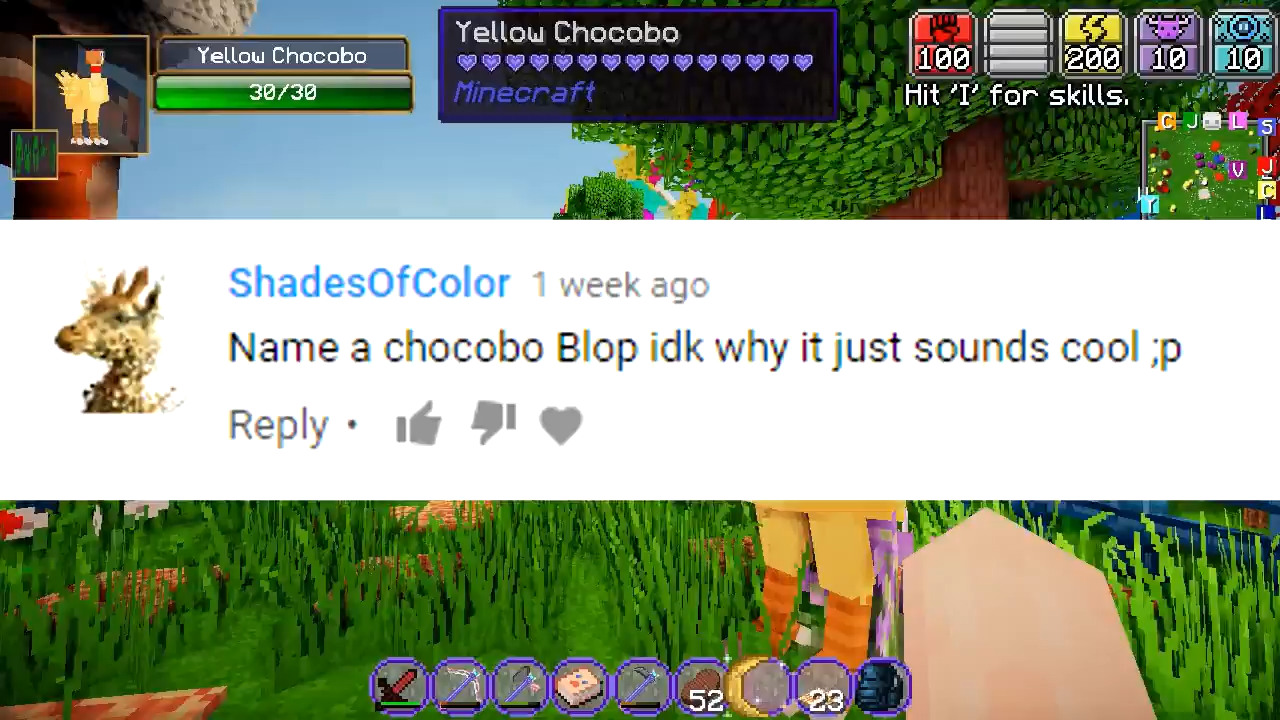 Yellow Chocobo
30/30
Yellow Chocobo
Minecraft
100
200
10
10
Hit 'I' for skills.
C J L S
V J
C
Y L
ShadesOfColor 1 week ago
Name a chocobo Blop idk why it just sounds cool ;p
Reply •
52
23